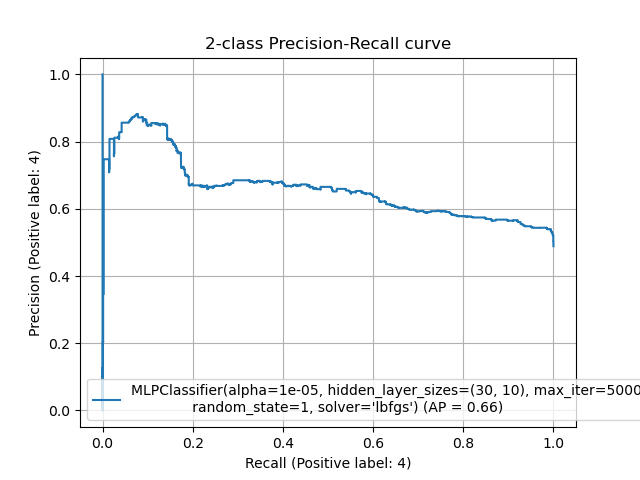 2-class Precision-Recall curve
1.0
0.8
0.6
0.4
0.2
0.0
Precision (Positive label: 4)
MLPClassifier(alpha=1e-05, hidden_layer_sizes=(30, 10), max_iter=5000
random_state=1, solver='lbfgs') (AP = 0.66)
0.0 0.2 0.4 0.6 0.8 1.0
Recall (Positive label: 4)